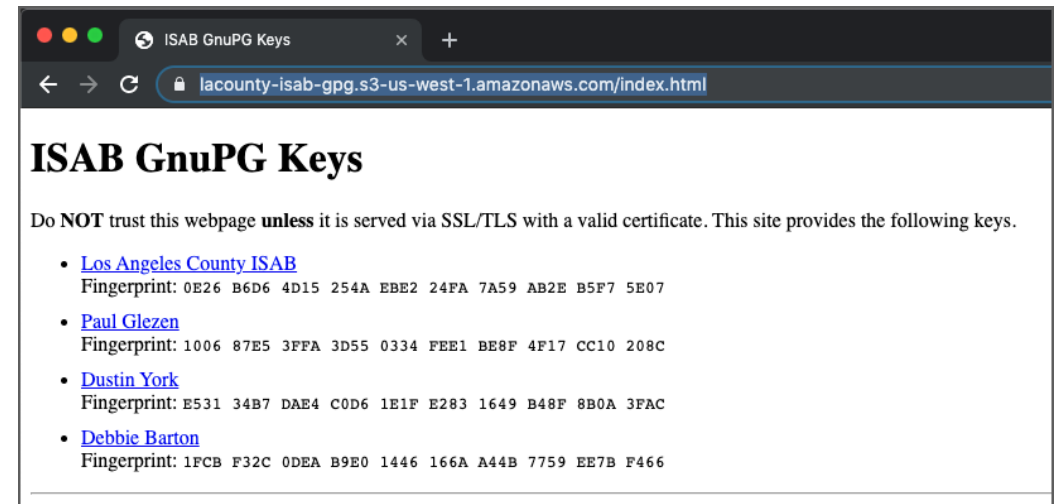 ISAB GnuPG Keys
lacounty-isab-gpg.s3-us-west-1.amazonaws.com/index.html
ISAB GnuPG Keys
Do NOT trust this webpage unless it is served via SSL/TLS with a valid certificate. This site provides the following keys.
Los Angeles County ISAB
Fingerprint: 0E26 B6D6 4D15 254A EBE2 24FA 7A59 AB2E B5F7 5E07
Paul Glezen
Fingerprint: 1006 87E5 3FFA 3D55 0334 FEE1 BE8F 4F17 CC10 208C
Dustin York
Fingerprint: E531 34B7 DAE4 C0D6 1E1F E283 1649 B48F 8B0A 3FAC
Debbie Barton
Fingerprint: 1FCB F32C 0DEA B9E0 1446 166A A44B 7759 EE7B F466